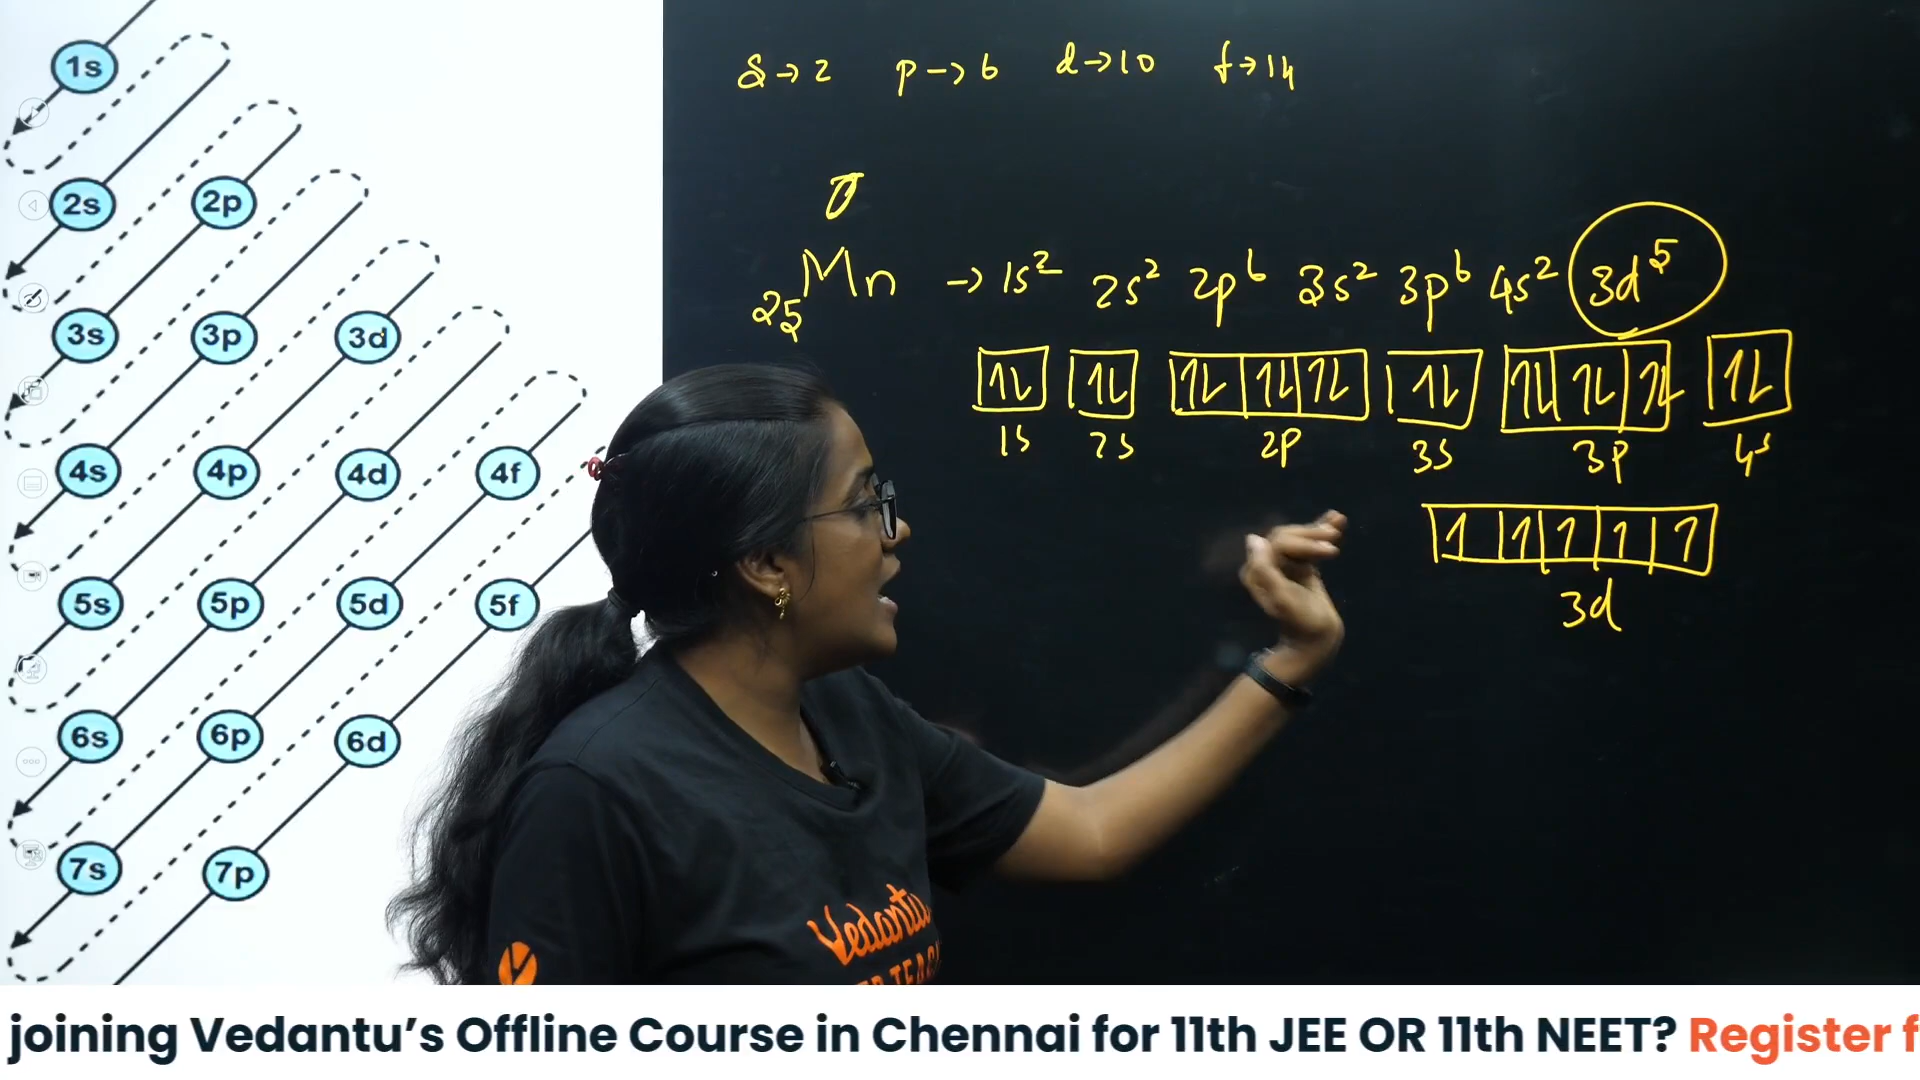 1s
2s 2p
3s 3p 3d
4s 4p 4d 4f
5s 5p 5d 5f
6s 6p 6d
7s 7p
s → 2 p → 6 d → 10 f → 14
₂₅Mn → 1s² 2s² 2p⁶ 3s² 3p⁶ 4s² 3d⁵
1s 2s 2p 3s 3p 4s
3d
Vedantu
joining Vedantu's Offline Course in Chennai for 11th JEE OR 11th NEET? Register f